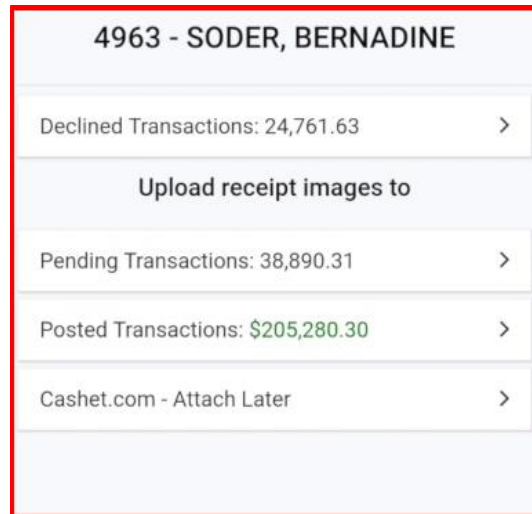 4963 - SODER, BERNADINE
Declined Transactions: 24,761.63
Upload receipt images to
Pending Transactions: 38,890.31
Posted Transactions: $205,280.30
Cashet.com - Attach Later